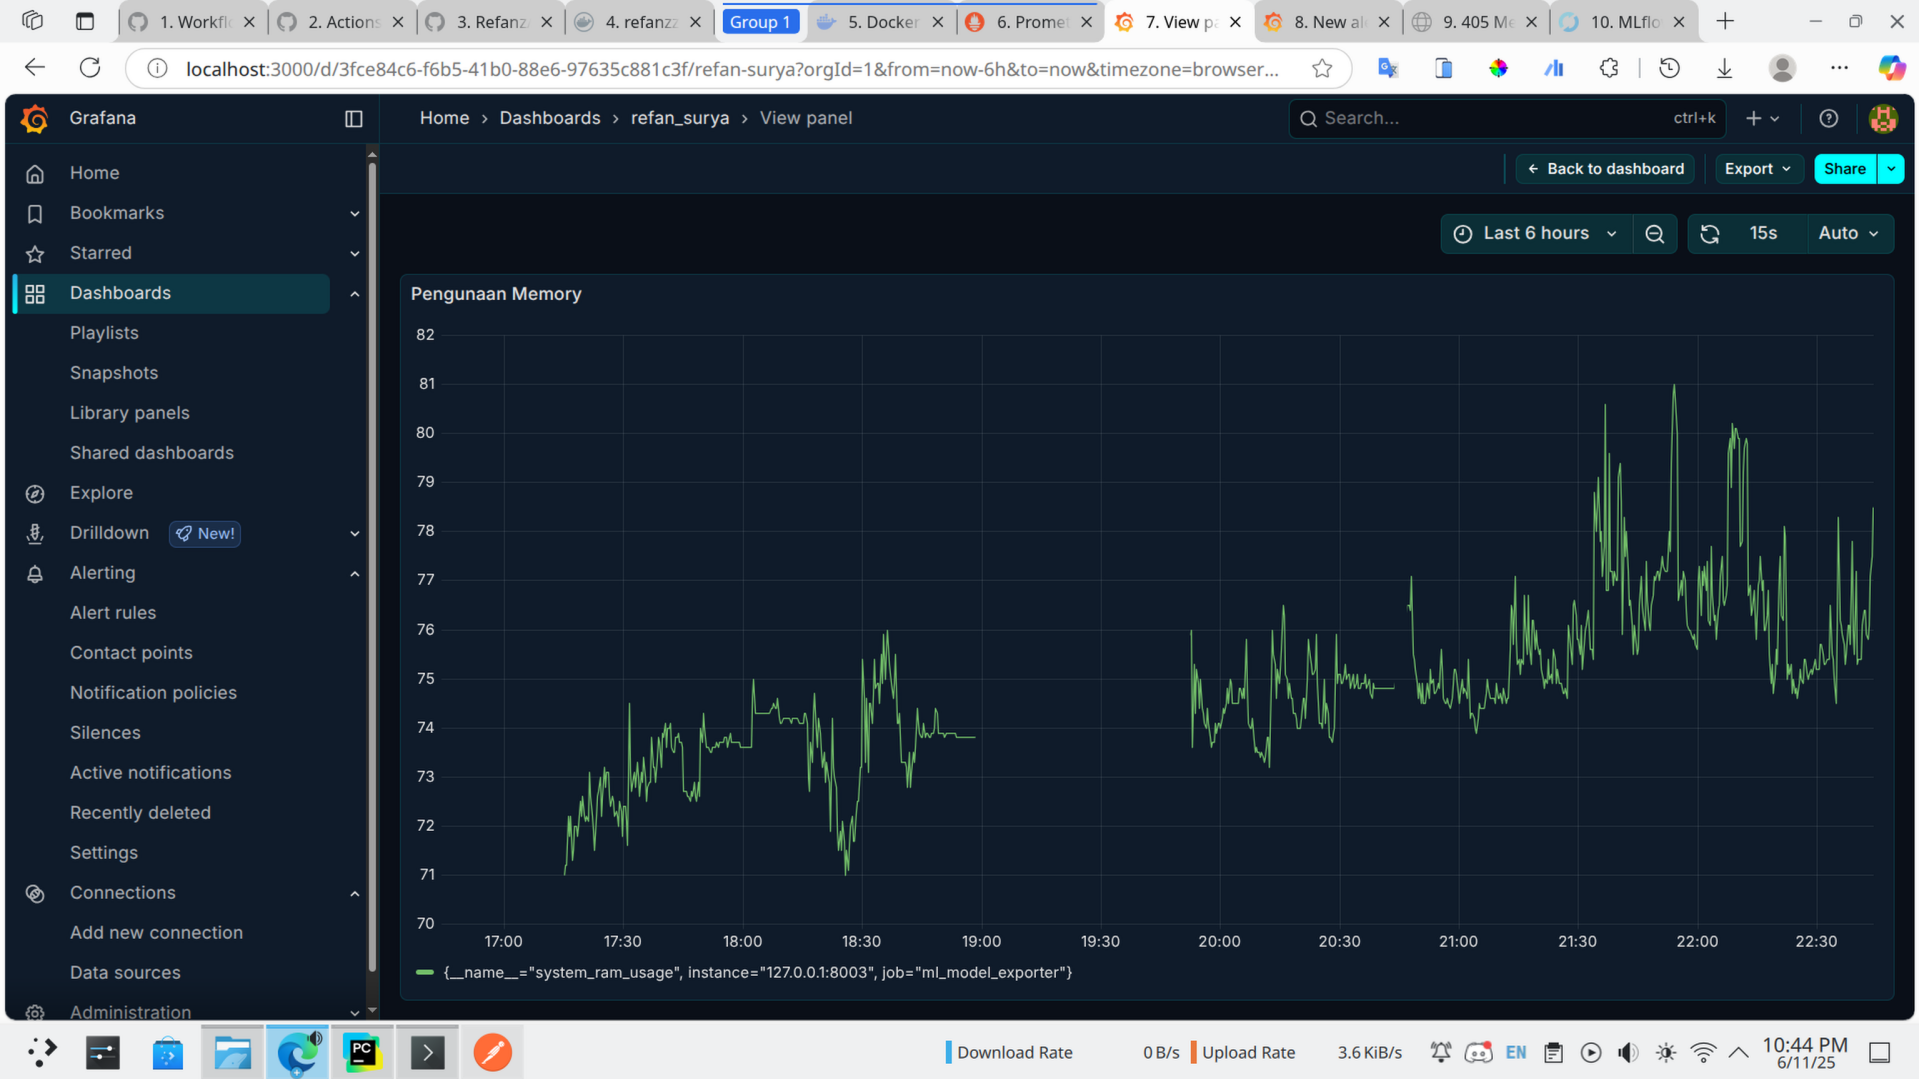 1. Workfl
2. Actions
3. Refanz
4. refanzz
Group 1
5. Docker
6. Promet
7. View pa
8. New al
9. 405 Me
10. MLflo
localhost:3000/d/3fce84c6-f6b5-41b0-88e6-97635c881c3f/refan-surya?orgId=1&from=now-6h&to=now&timezone=browser...
Grafana
Home › Dashboards › refan_surya › View panel
Search... ctrl+k
Back to dashboard
Export
Share
Last 6 hours
15s
Auto
Home
Bookmarks
Starred
Dashboards
Playlists
Snapshots
Library panels
Shared dashboards
Explore
Drilldown New!
Alerting
Alert rules
Contact points
Notification policies
Silences
Active notifications
Recently deleted
Settings
Connections
Add new connection
Data sources
Administration
Pengunaan Memory
82
81
80
79
78
77
76
75
74
73
72
71
70
17:00 17:30 18:00 18:30 19:00 19:30 20:00 20:30 21:00 21:30 22:00 22:30
{__name__="system_ram_usage", instance="127.0.0.1:8003", job="ml_model_exporter"}
PC
Download Rate 0 B/s
Upload Rate 3.6 KiB/s
EN
10:44 PM
6/11/25